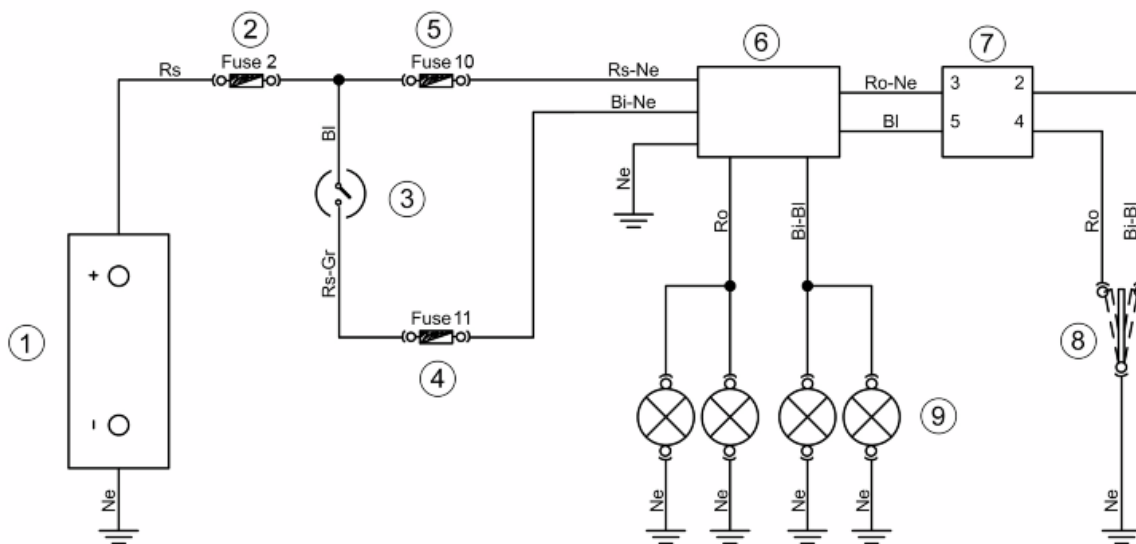 2 5 6 7
Fuse 2 Fuse 10
Rs Rs-Ne Ro-Ne 3 2
Bi-Ne Bl 5 4
Bl
3
Ne Ro Bi-Bl Ro Bi-Bl
Rs-Gr
+
Fuse 11
1 4 8
9
-
Ne Ne Ne Ne Ne Ne